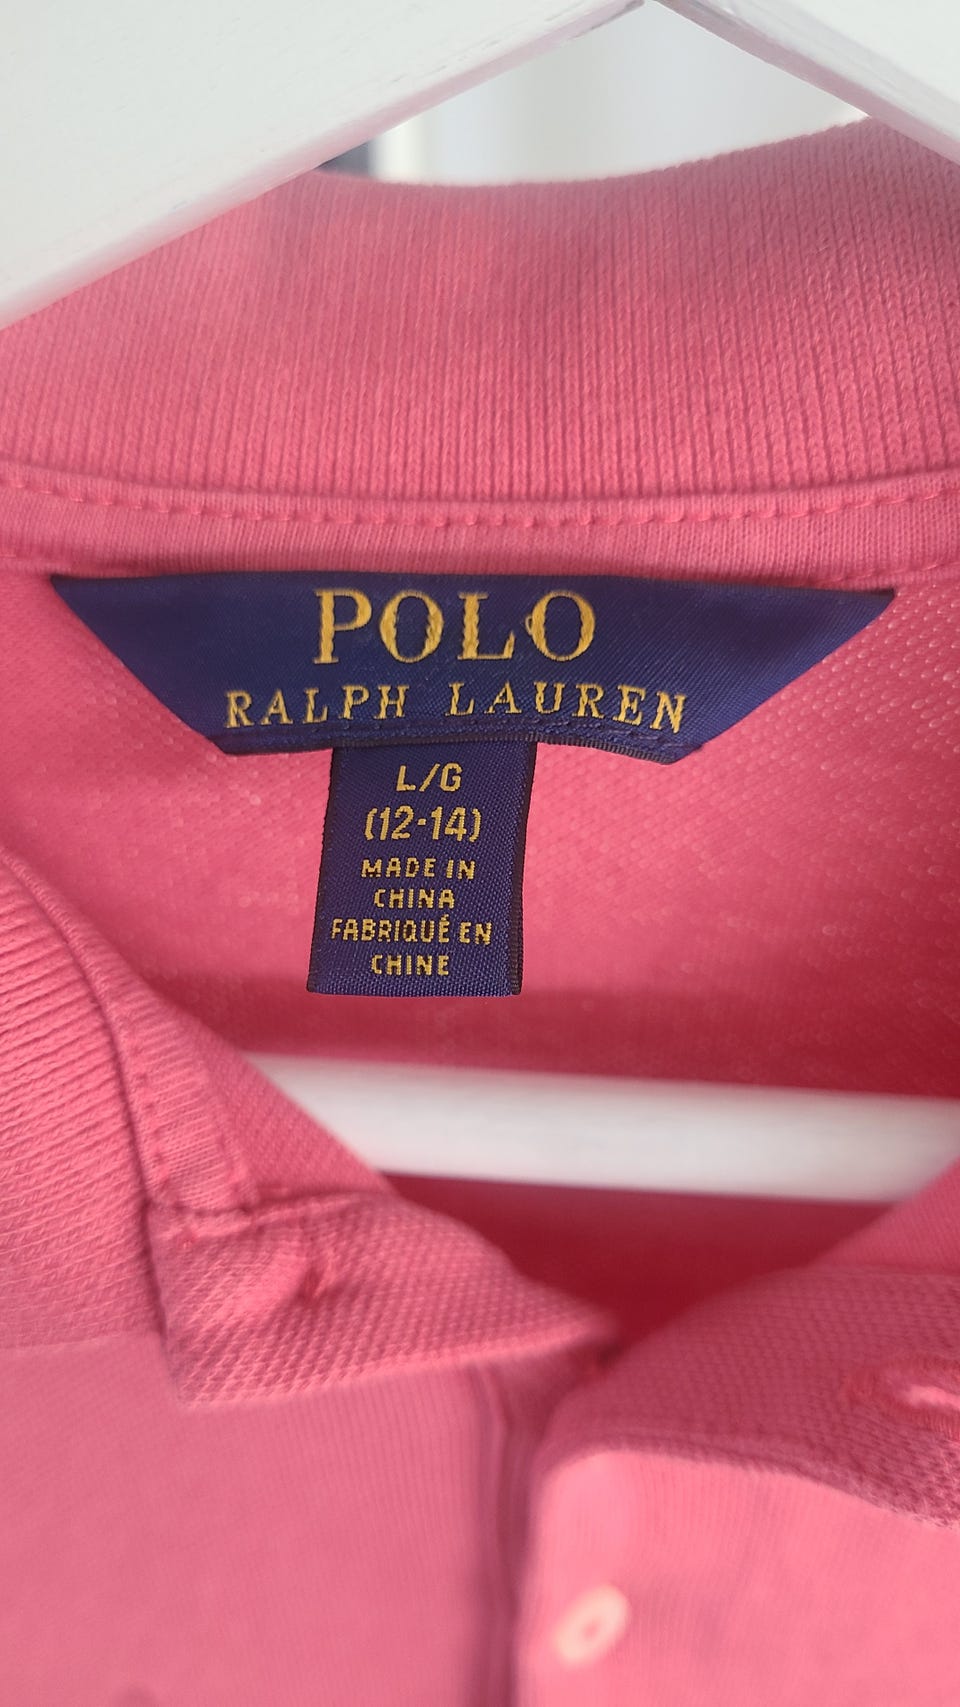 POLO
RALPH LAUREN
L/G
(12-14)
MADE IN
CHINA
FABRIQUÉ EN
CHINE